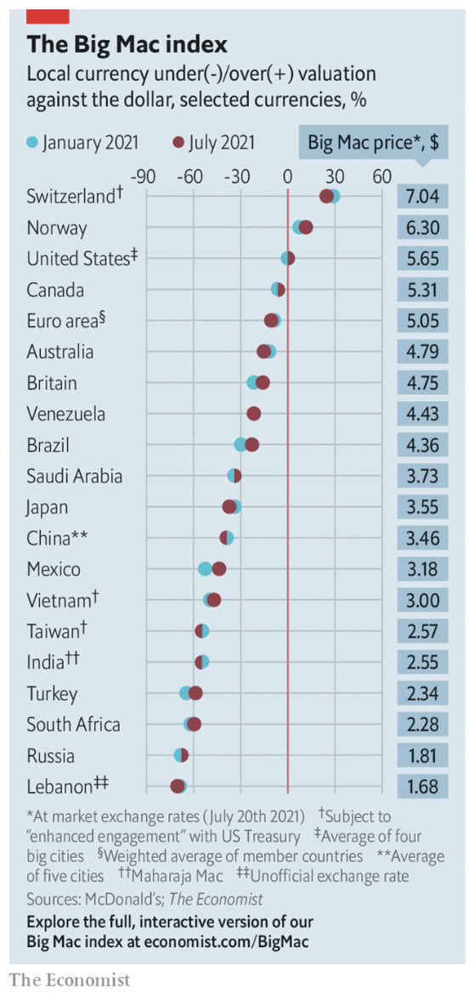 The Big Mac index
Local currency under(-)/over(+) valuation
against the dollar, selected currencies, %
January 2021 July 2021 Big Mac price*, $
-90 -60 -30 0 30 60
Switzerland† 7.04
Norway 6.30
United States‡ 5.65
Canada 5.31
Euro area§ 5.05
Australia 4.79
Britain 4.75
Venezuela 4.43
Brazil 4.36
Saudi Arabia 3.73
Japan 3.55
China** 3.46
Mexico 3.18
Vietnam† 3.00
Taiwan† 2.57
India†† 2.55
Turkey 2.34
South Africa 2.28
Russia 1.81
Lebanon‡‡ 1.68
*At market exchange rates (July 20th 2021) †Subject to
“enhanced engagement” with US Treasury ‡Average of four
big cities §Weighted average of member countries **Average
of five cities ††Maharaja Mac ‡‡Unofficial exchange rate
Sources: McDonald's; The Economist
Explore the full, interactive version of our
Big Mac index at economist.com/BigMac
The Economist